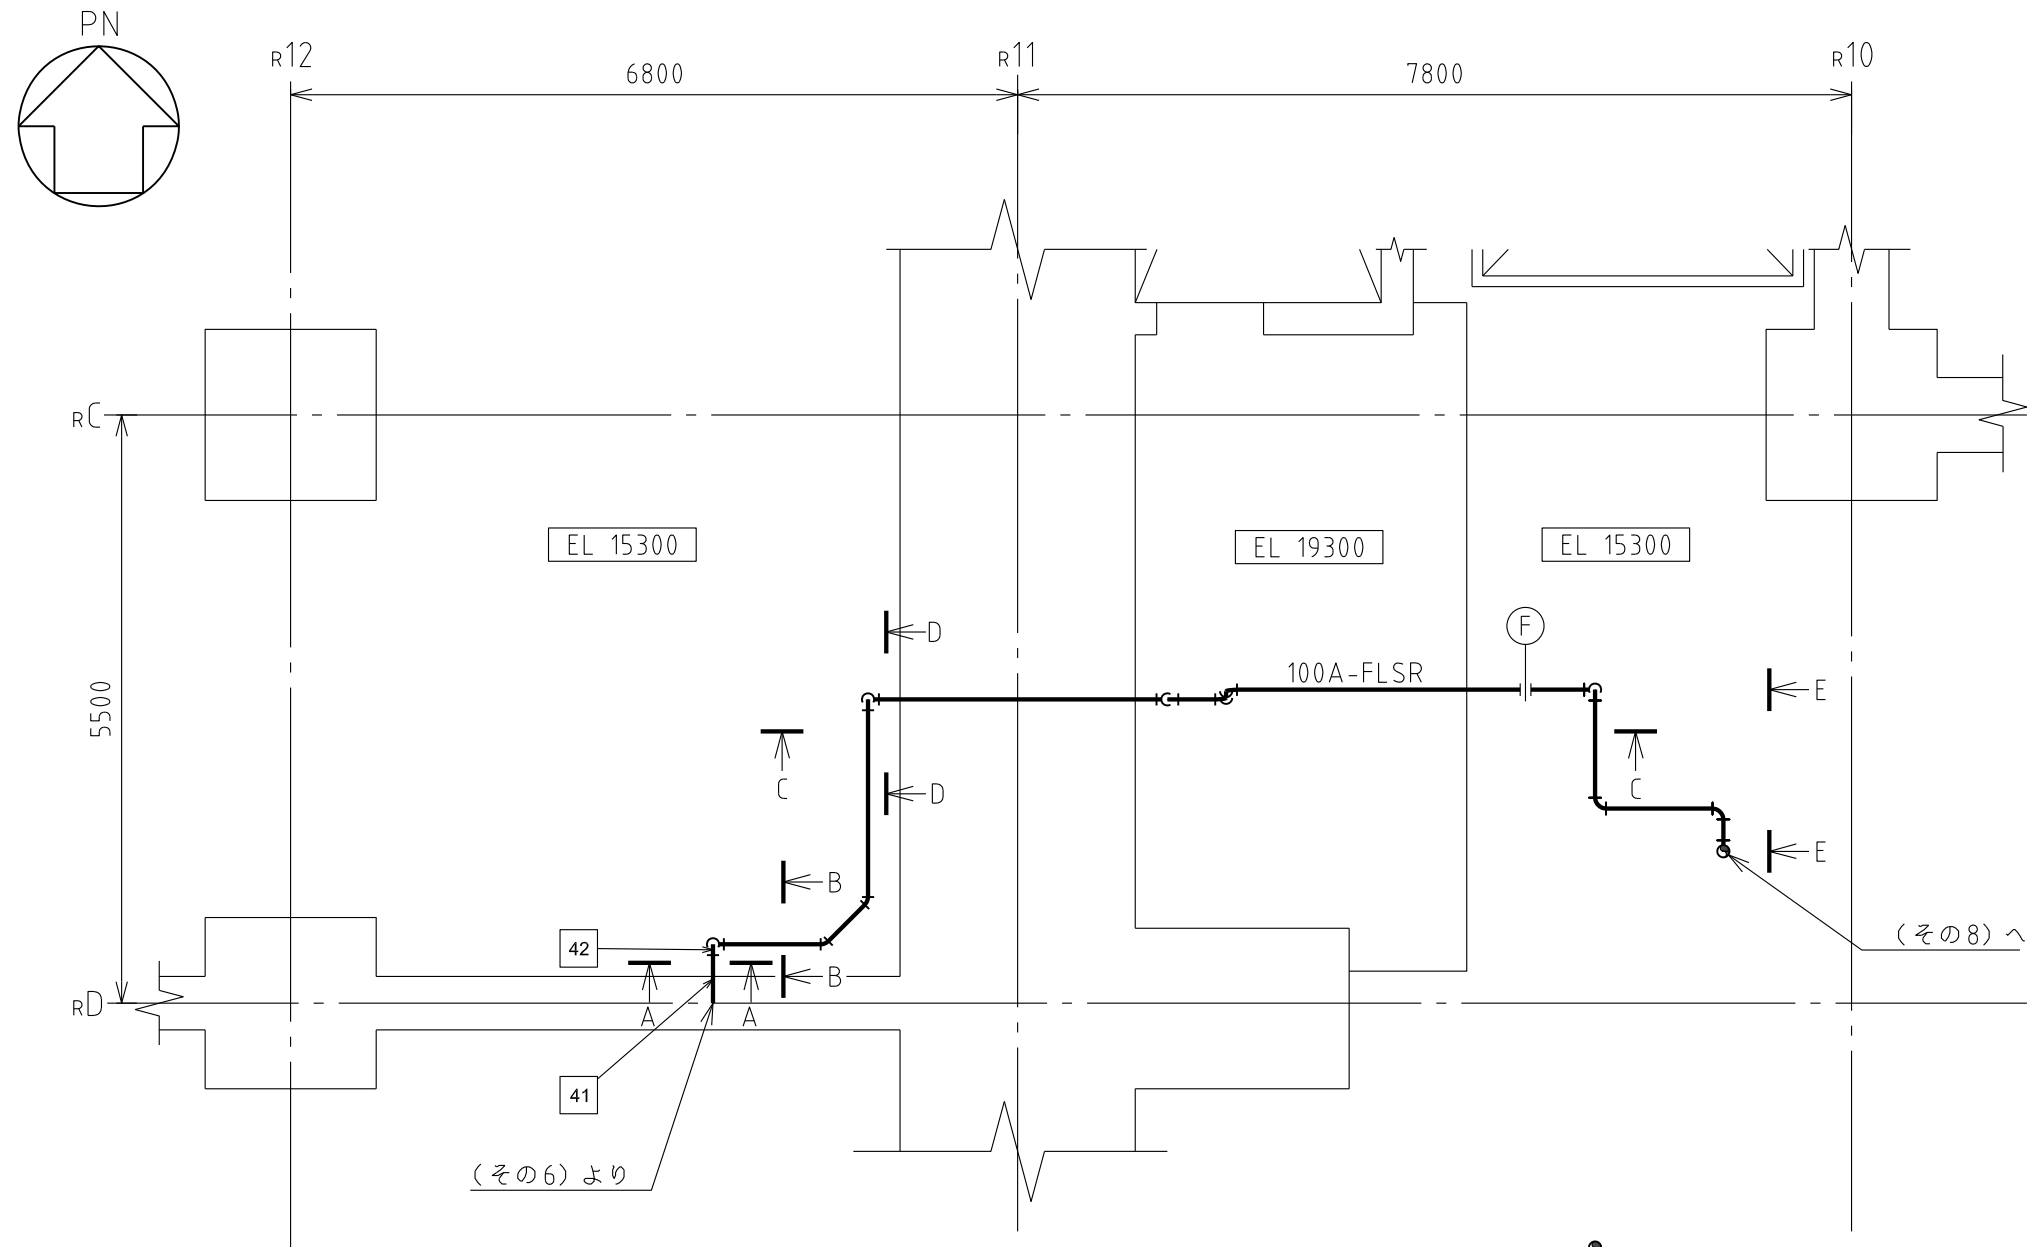 PN
R12
R11
R10
6800
7800
RC
EL 15300
EL 19300
EL 15300
D
F
100A-FLSR
E
5500
C
D
C
B
E
42
(その8)へ
B
RD
A
A
41
(その6)より